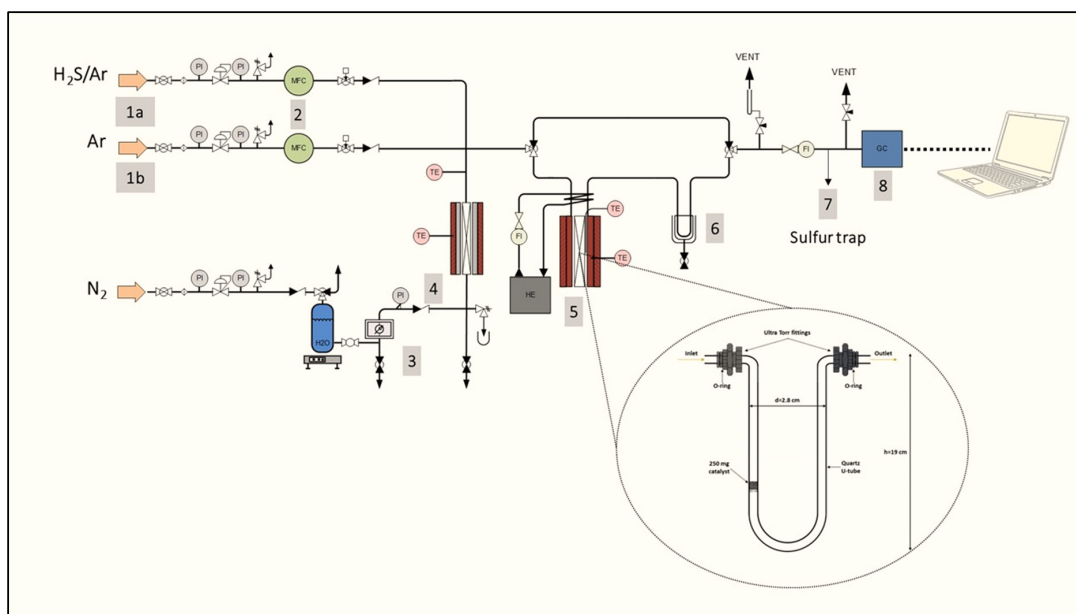 H₂S/Ar
PI
PI
1a
MFC
2
VENT
VENT
Ar
PI
PI
1b
MFC
FI
GC
7
8
Sulfur trap
TE
TE
TE
TE
FI
HE
5
6
N₂
PI
PI
H2O
PI
4
3
Ultra Torr fittings
Inlet
Outlet
O-ring
O-ring
d=2.8 cm
h=19 cm
250 mg
catalyst
Quartz
U-tube